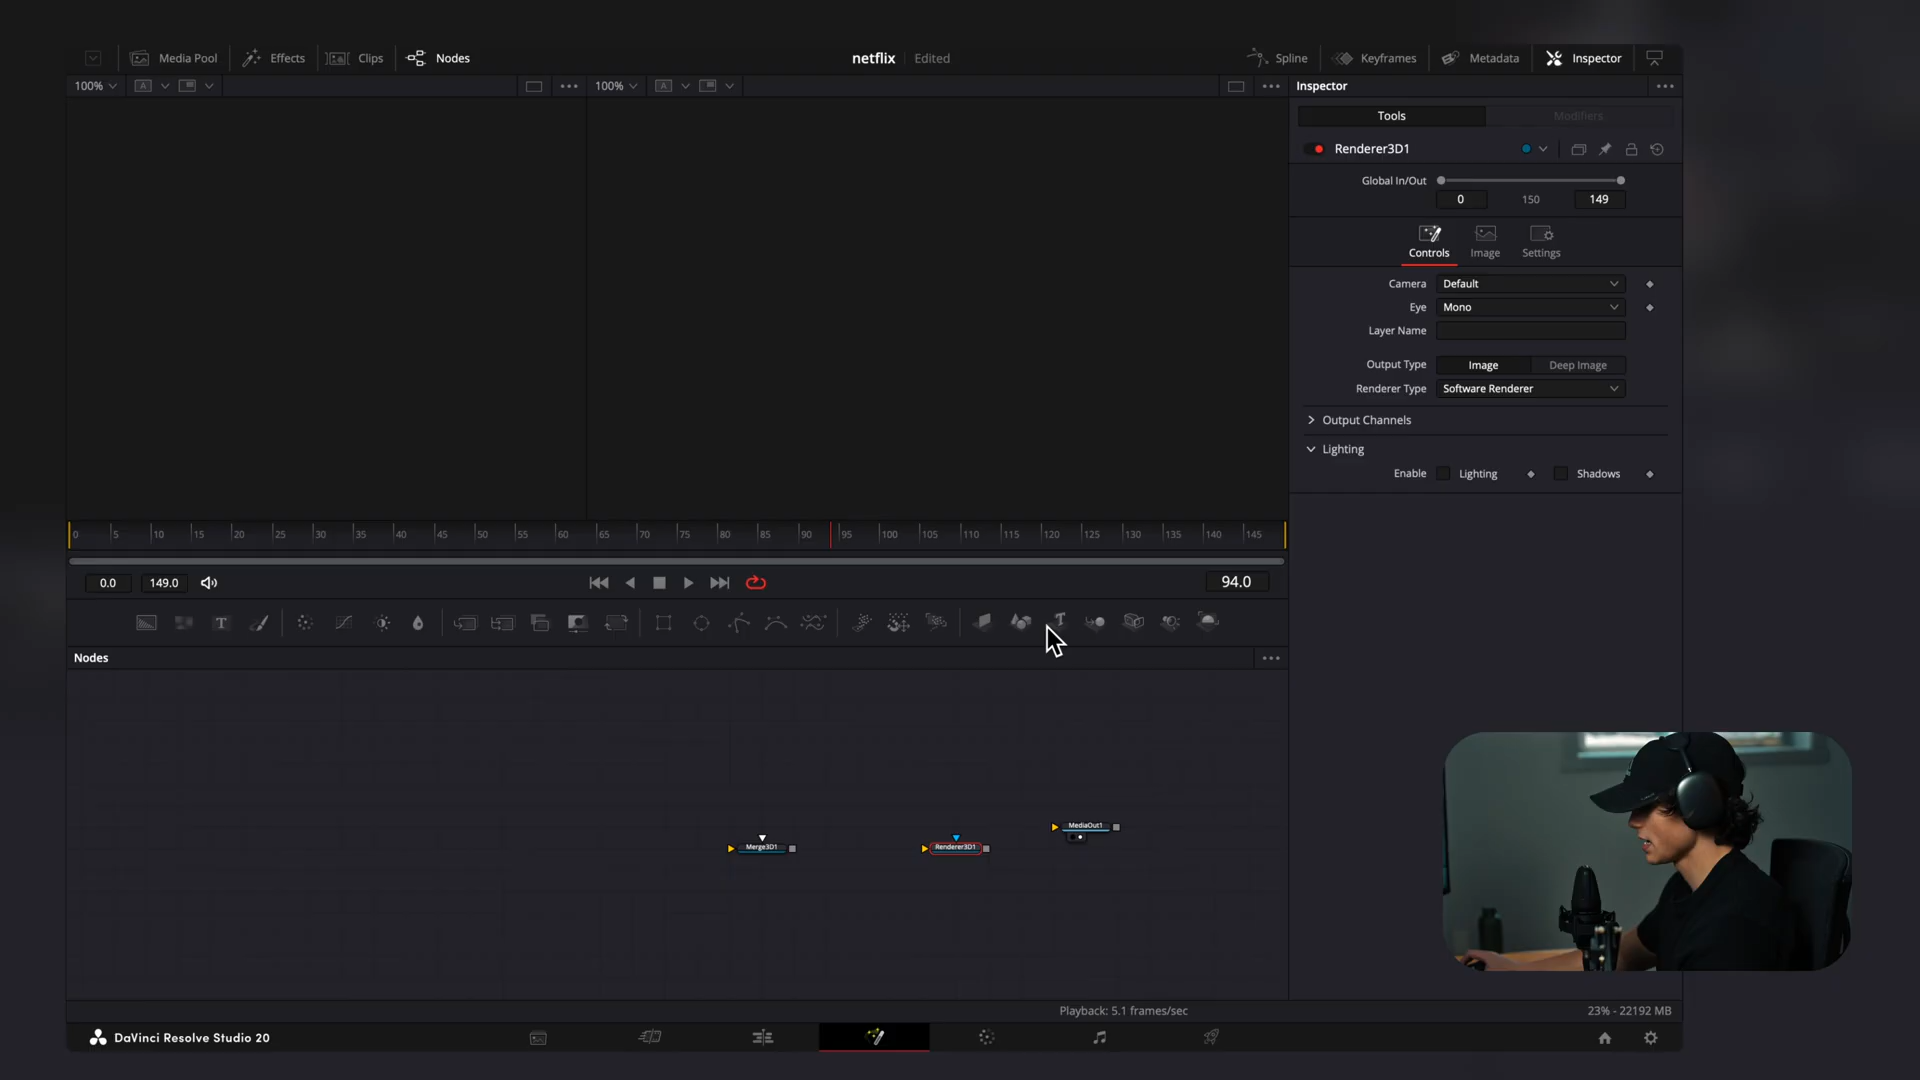 Media Pool Effects Clips Nodes netflix Edited Spline Keyframes Metadata Inspector
100% A 100% A Inspector
Tools Modifiers
Renderer3D1
Global In/Out
0 150 149
Controls Image Settings
Camera Default
Eye Mono
Layer Name
Output Type Image Deep Image
Renderer Type Software Renderer
Output Channels
Lighting
Enable Lighting Shadows
0 5 10 15 20 25 30 35 40 45 50 55 60 65 70 75 80 85 90 95 100 105 110 115 120 125 130 135 140 145
0.0 149.0 94.0
T T
Nodes
MediaOut1
Merge3D1 Renderer3D1
Playback: 5.1 frames/sec 23% - 22192 MB
DaVinci Resolve Studio 20